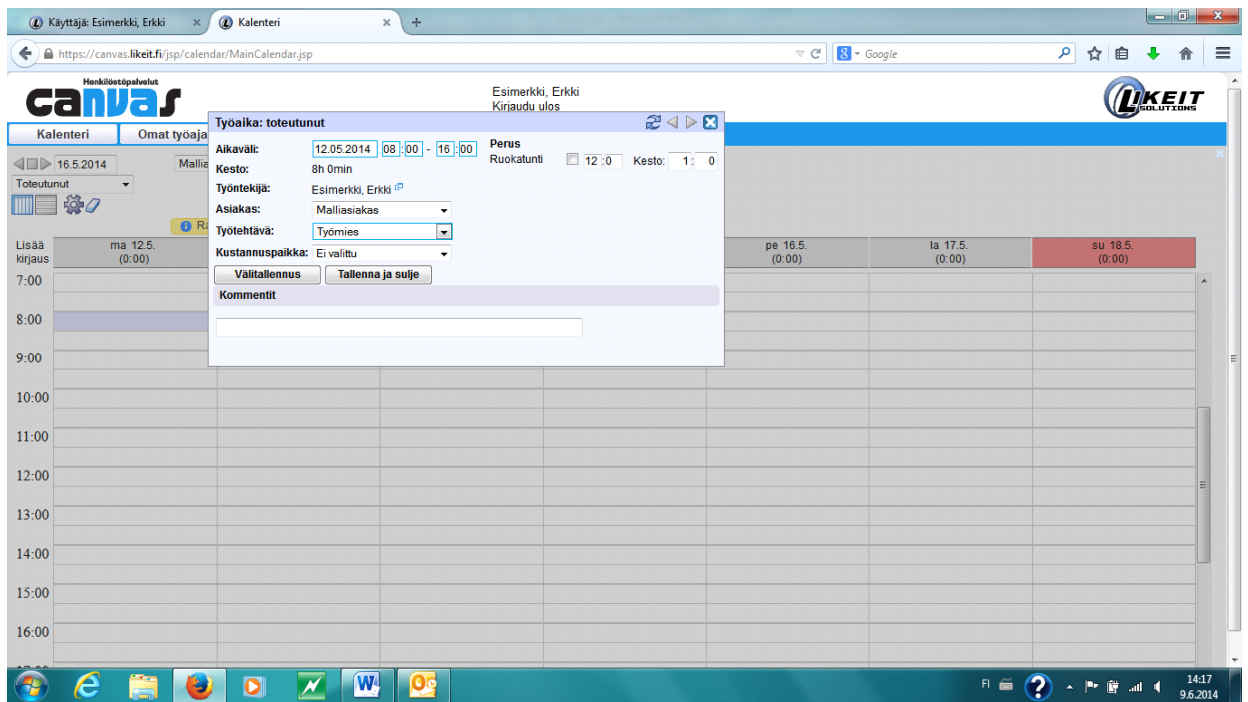 Käyttäjä: Esimerkki, Erkki
Kalenteri
https://canvas.likeit.fi/jsp/calendar/MainCalendar.jsp
Google
Henkilöstöpalvelut
canvas
Esimerkki, Erkki
Kirjaudu ulos
LIKEIT
SOLUTIONS
Kalenteri
Omat työaja
16.5.2014
Mallia
Toteutunut
Työaika: toteutunut
Aikaväli: 12.05.2014 08 : 00 - 16 : 00
Kesto: 8h 0min
Työntekijä: Esimerkki, Erkki
Asiakas: Malliasiakas
Työtehtävä: Työmies
Kustannuspaikka: Ei valittu
Välitallennus
Tallenna ja sulje
Kommentit
Perus
Ruokatunti 12 :0 Kesto: 1: 0
Lisää kirjaus
ma 12.5.
(0:00)
pe 16.5.
(0:00)
la 17.5.
(0:00)
su 18.5.
(0:00)
7:00
8:00
9:00
10:00
11:00
12:00
13:00
14:00
15:00
16:00
FI
14:17
9.6.2014